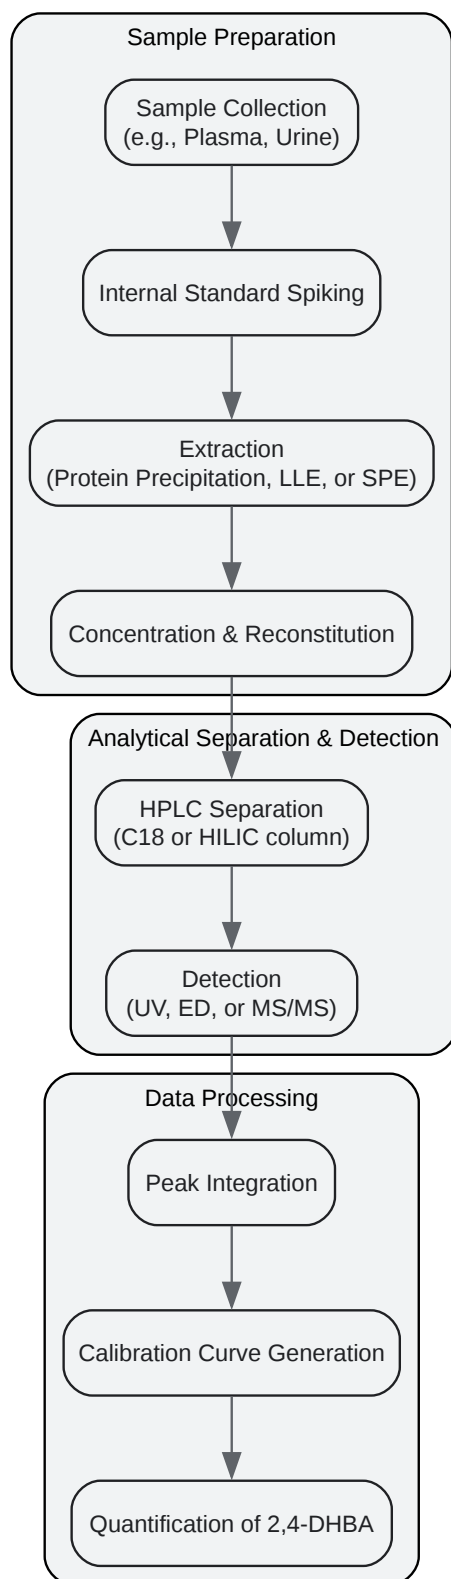 Sample Preparation
Sample Collection
(e.g., Plasma, Urine)
Internal Standard Spiking
Extraction
(Protein Precipitation, LLE, or SPE)
Concentration & Reconstitution
Analytical Separation & Detection
HPLC Separation
(C18 or HILIC column)
Detection
(UV, ED, or MS/MS)
Data Processing
Peak Integration
Calibration Curve Generation
Quantification of 2,4-DHBA